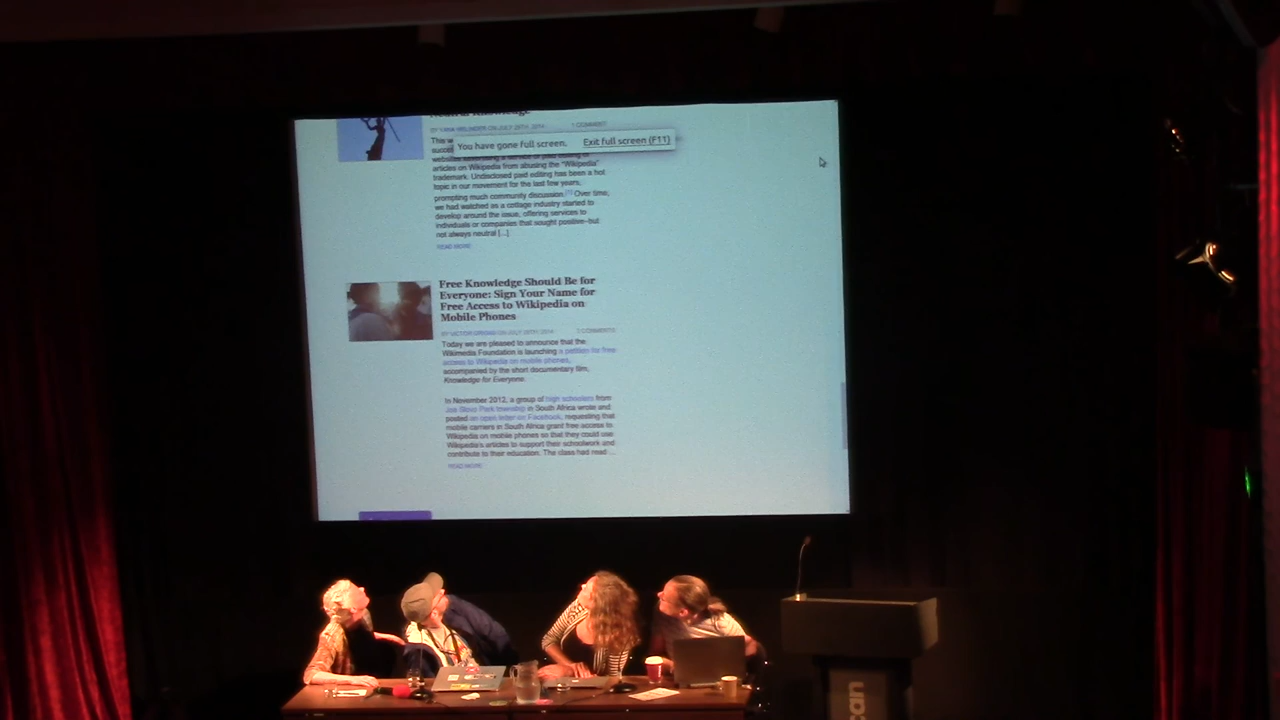 This w
You have gone full screen. Exit full screen (F11)
articles on Wikipedia from abusing the "Wikipedia"
trademark. Undisclosed paid editing has been a hot
topic in our movement for the last few years,
prompting much community discussion. Over time,
we had watched as a cottage industry started to
develop around the issue, offering services to
individuals or companies that sought positive–but
not always neutral [...]
READ MORE
Free Knowledge Should Be for
Everyone: Sign Your Name for
Free Access to Wikipedia on
Mobile Phones
Today we are pleased to announce that the
Wikimedia Foundation is launching a petition for free
access to Wikipedia on mobile phones,
accompanied by the short documentary film,
Knowledge for Everyone.
In November 2012, a group of high schoolers from
Joe Slovo Park township in South Africa wrote and
posted an open letter on Facebook, requesting that
mobile carriers in South Africa grant free access to
Wikipedia on mobile phones so that they could use
Wikipedia's articles to support their schoolwork and
contribute to their education. The class had read ...
READ MORE
can